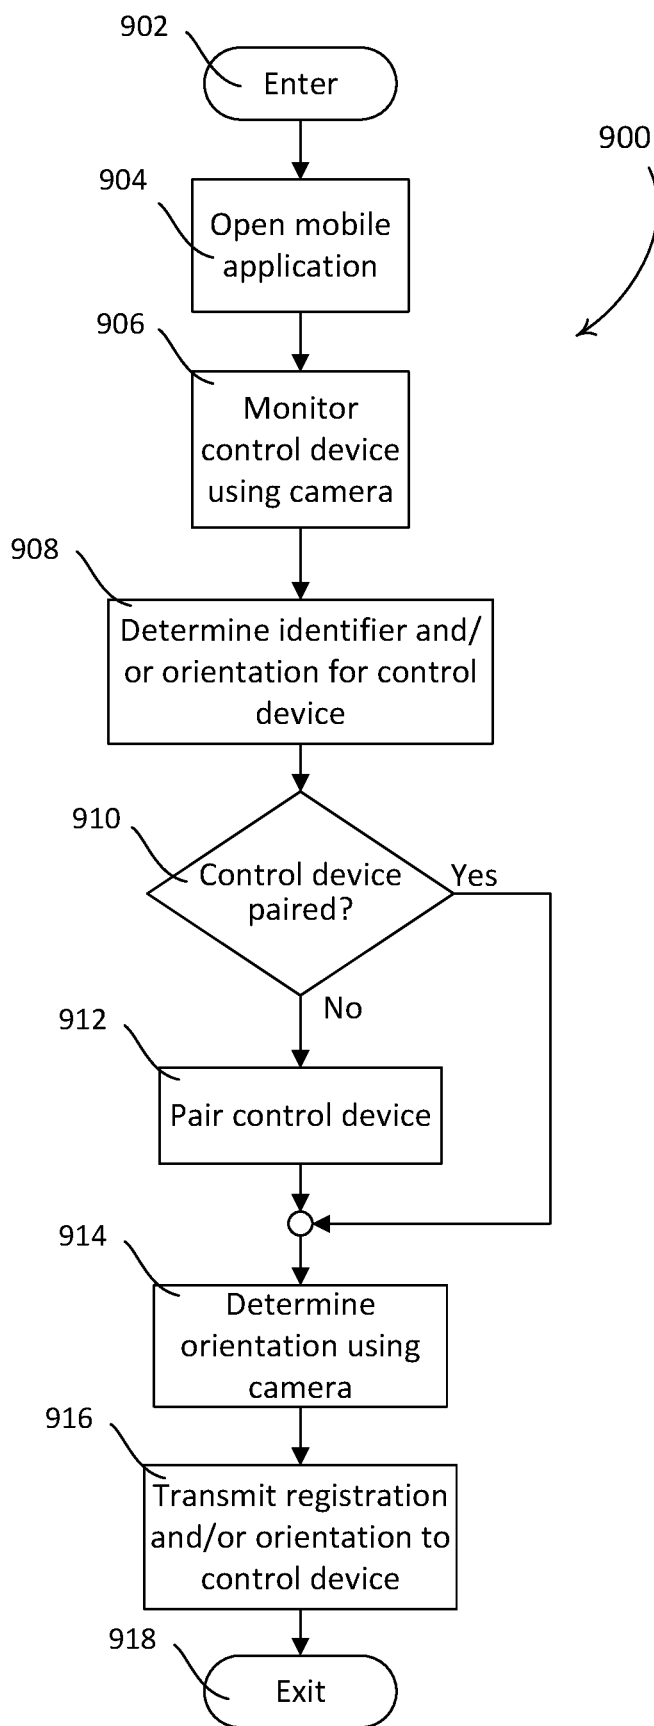 902
Enter
900
904
Open mobile
application
906
Monitor
control device
using camera
908
Determine identifier and/
or orientation for control
device
910
Control device
paired?
Yes
No
912
Pair control device
914
Determine
orientation using
camera
916
Transmit registration
and/or orientation to
control device
918
Exit